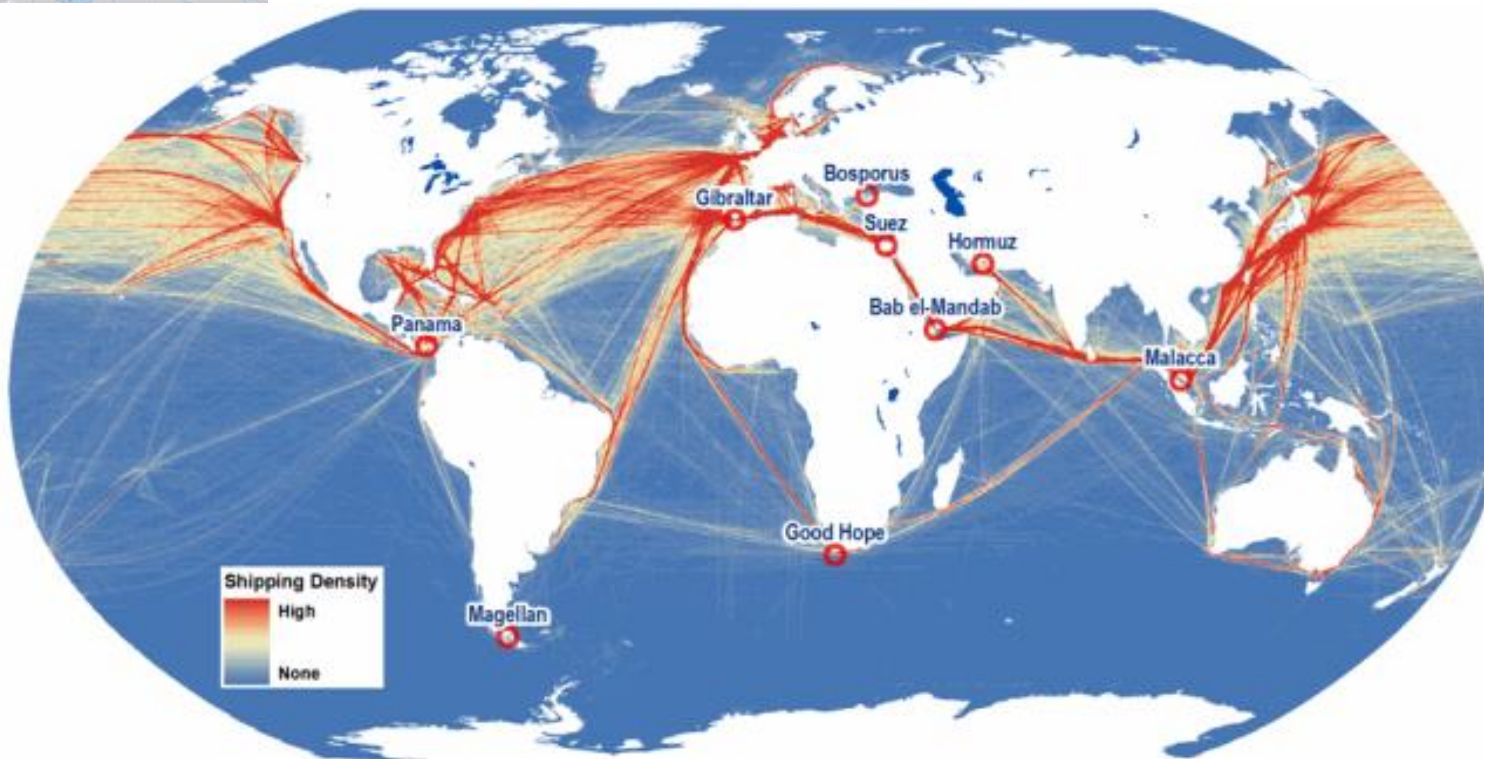 Bosporus
Gibraltar
Suez
Hormuz
Bab el-Mandab
Panama
Malacca
Good Hope
Magellan
Shipping Density
High
None